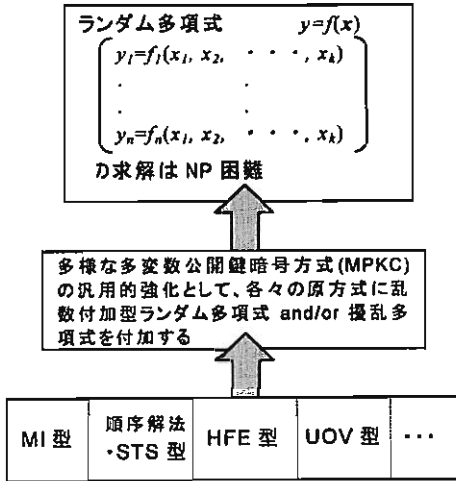 ランダム多項式 y=f(x)
y1=f1(x1, x2, ・・・, xk)
. .
. .
yn=fn(x1, x2, ・・・, xk)
の求解は NP 困難
多様な多変数公開鍵暗号方式(MPKC)
の汎用的強化として、各々の原方式に乱
数付加型ランダム多項式 and/or 擾乱多
項式を付加する
MI 型
順序解法
・STS 型
HFE 型
UOV 型
・・・